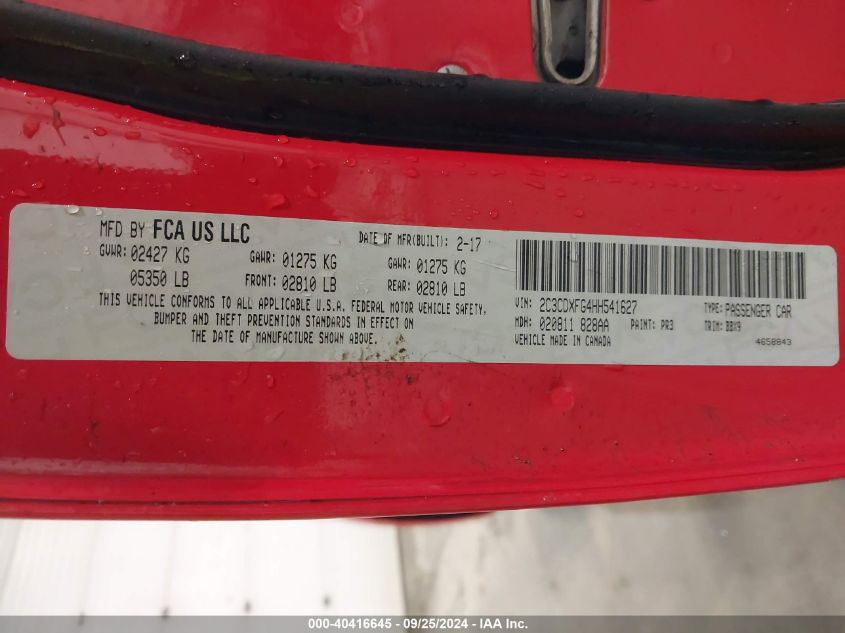 MFD BY FCA US LLC
DATE OF MFR(BUILT): 2-17
GVWR: 02427 KG GAWR: 01275 KG GAWR: 01275 KG
05350 LB FRONT: 02810 LB REAR: 02810 LB
THIS VEHICLE CONFORMS TO ALL APPLICABLE U.S.A. FEDERAL MOTOR VEHICLE SAFETY,
BUMPER AND THEFT PREVENTION STANDARDS IN EFFECT ON
THE DATE OF MANUFACTURE SHOWN ABOVE.
VIN: 2C3CDXFG4HH541627 TYPE: PASSENGER CAR
MDH: 020811 828AA PAINT: PR3 TRIM: BBX9
VEHICLE MADE IN CANADA 4658843
000-40416645 - 09/25/2024 - IAA Inc.